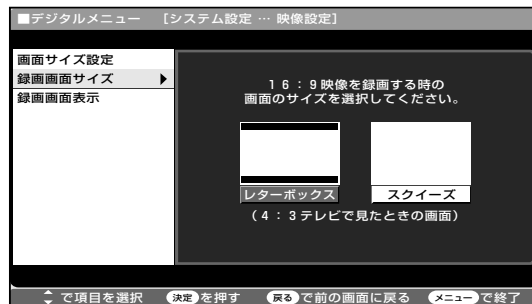 ■デジタルメニュー ［システム設定 … 映像設定］
画面サイズ設定
録画画面サイズ
録画画面表示
１６：９映像を録画する時の
画面のサイズを選択してください。
レターボックス スクイーズ
（４：３テレビで見たときの画面）
で項目を選択 決定を押す 戻るで前の画面に戻る メニューで終了